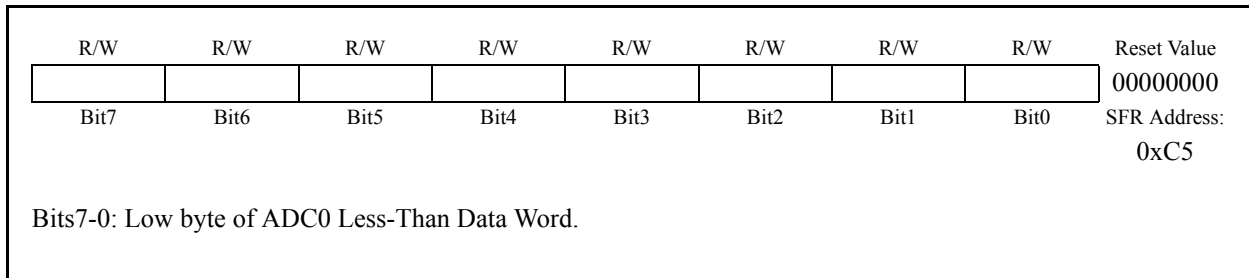 R/W R/W R/W R/W R/W R/W R/W R/W Reset Value
00000000
Bit7 Bit6 Bit5 Bit4 Bit3 Bit2 Bit1 Bit0 SFR Address:
0xC5
Bits7-0: Low byte of ADC0 Less-Than Data Word.